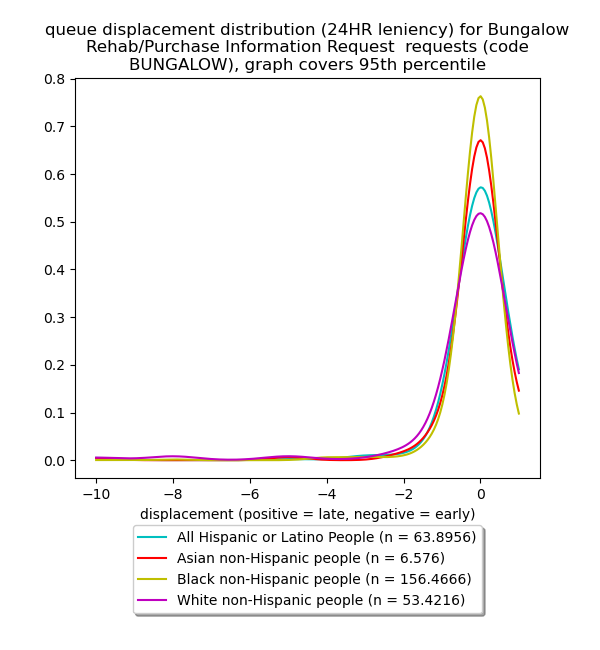 queue displacement distribution (24HR leniency) for Bungalow
Rehab/Purchase Information Request  requests (code
BUNGALOW), graph covers 95th percentile
0.8
0.7
0.6
0.5
0.4
0.3
0.2
0.1
0.0
−10 −8 −6 −4 −2 0
displacement (positive = late, negative = early)
All Hispanic or Latino People (n = 63.8956)
Asian non-Hispanic people (n = 6.576)
Black non-Hispanic people (n = 156.4666)
White non-Hispanic people (n = 53.4216)